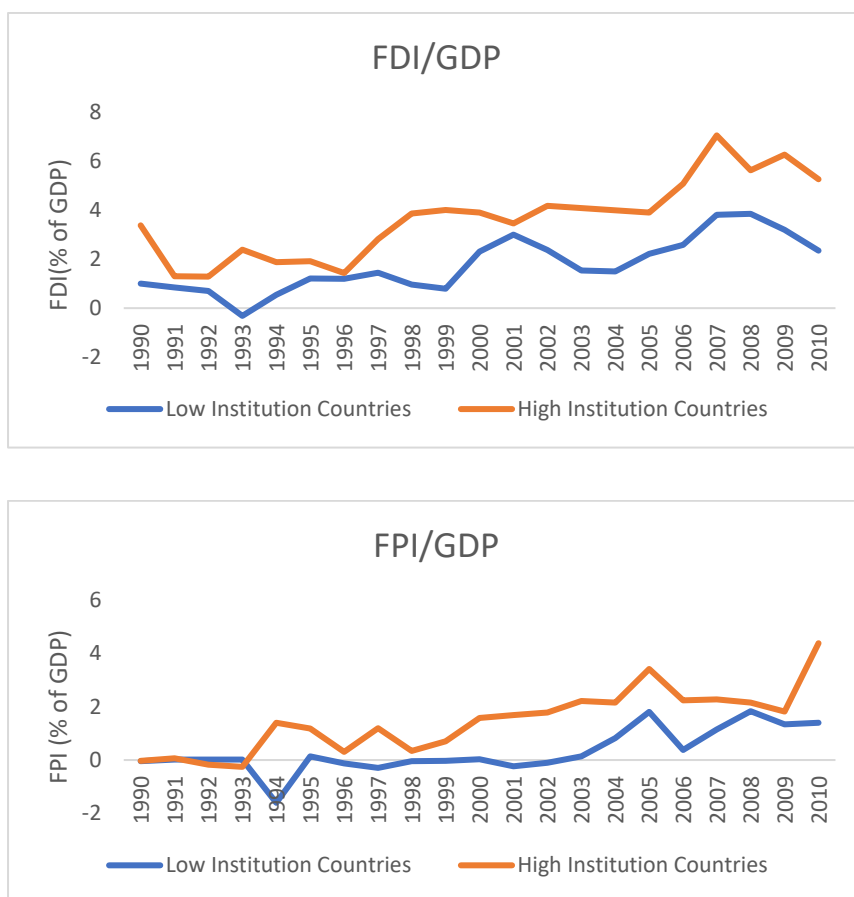 FDI/GDP
FDI(% of GDP)
8
6
4
2
0
-2
1990 1991 1992 1993 1994 1995 1996 1997 1998 1999 2000 2001 2002 2003 2004 2005 2006 2007 2008 2009 2010
Low Institution Countries High Institution Countries
FPI/GDP
FPI (% of GDP)
6
4
2
0
-2
1990 1991 1992 1993 1994 1995 1996 1997 1998 1999 2000 2001 2002 2003 2004 2005 2006 2007 2008 2009 2010
Low Institution Countries High Institution Countries